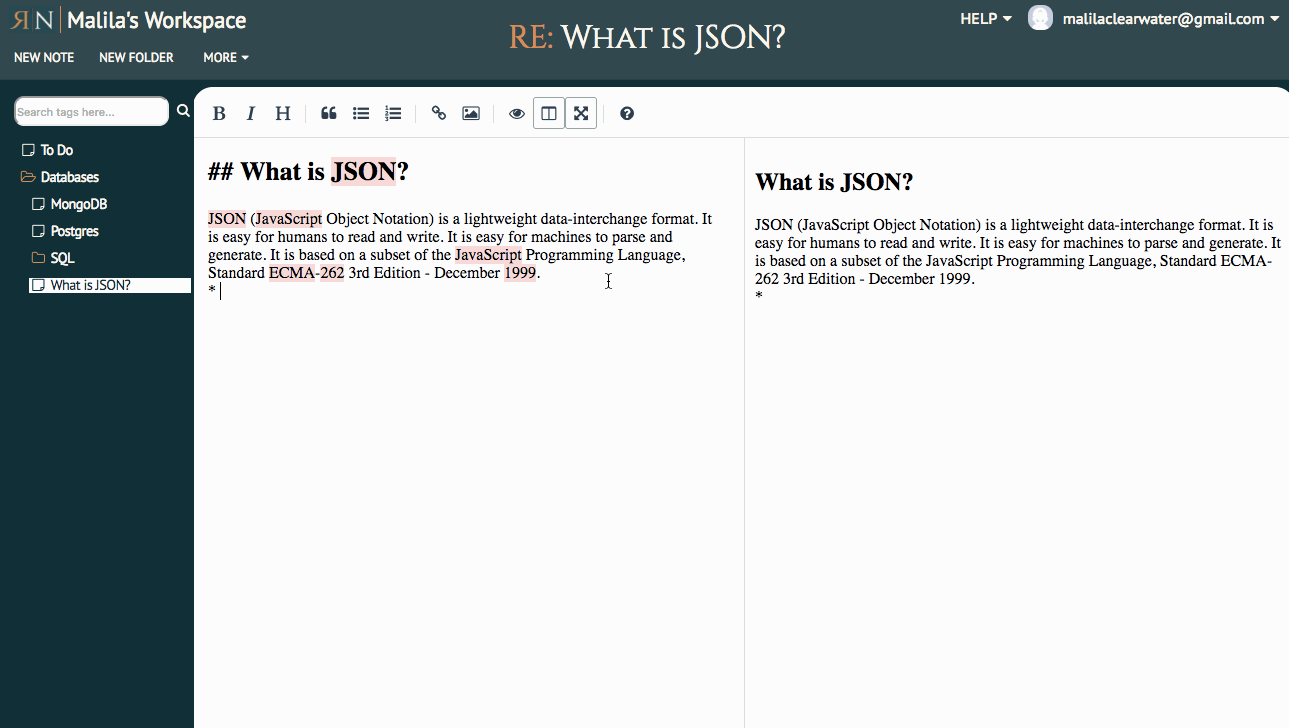 ЯN Malila's Workspace
RE: WHAT IS JSON?
HELP
malilaclearwater@gmail.com
NEW NOTE NEW FOLDER MORE
Search tags here...
To Do
Databases
MongoDB
Postgres
SQL
What is JSON?
B I H
## What is JSON?
JSON (JavaScript Object Notation) is a lightweight data-interchange format. It
is easy for humans to read and write. It is easy for machines to parse and
generate. It is based on a subset of the JavaScript Programming Language,
Standard ECMA-262 3rd Edition - December 1999.
*
What is JSON?
JSON (JavaScript Object Notation) is a lightweight data-interchange format. It is
easy for humans to read and write. It is easy for machines to parse and generate. It
is based on a subset of the JavaScript Programming Language, Standard ECMA-
262 3rd Edition - December 1999.
*